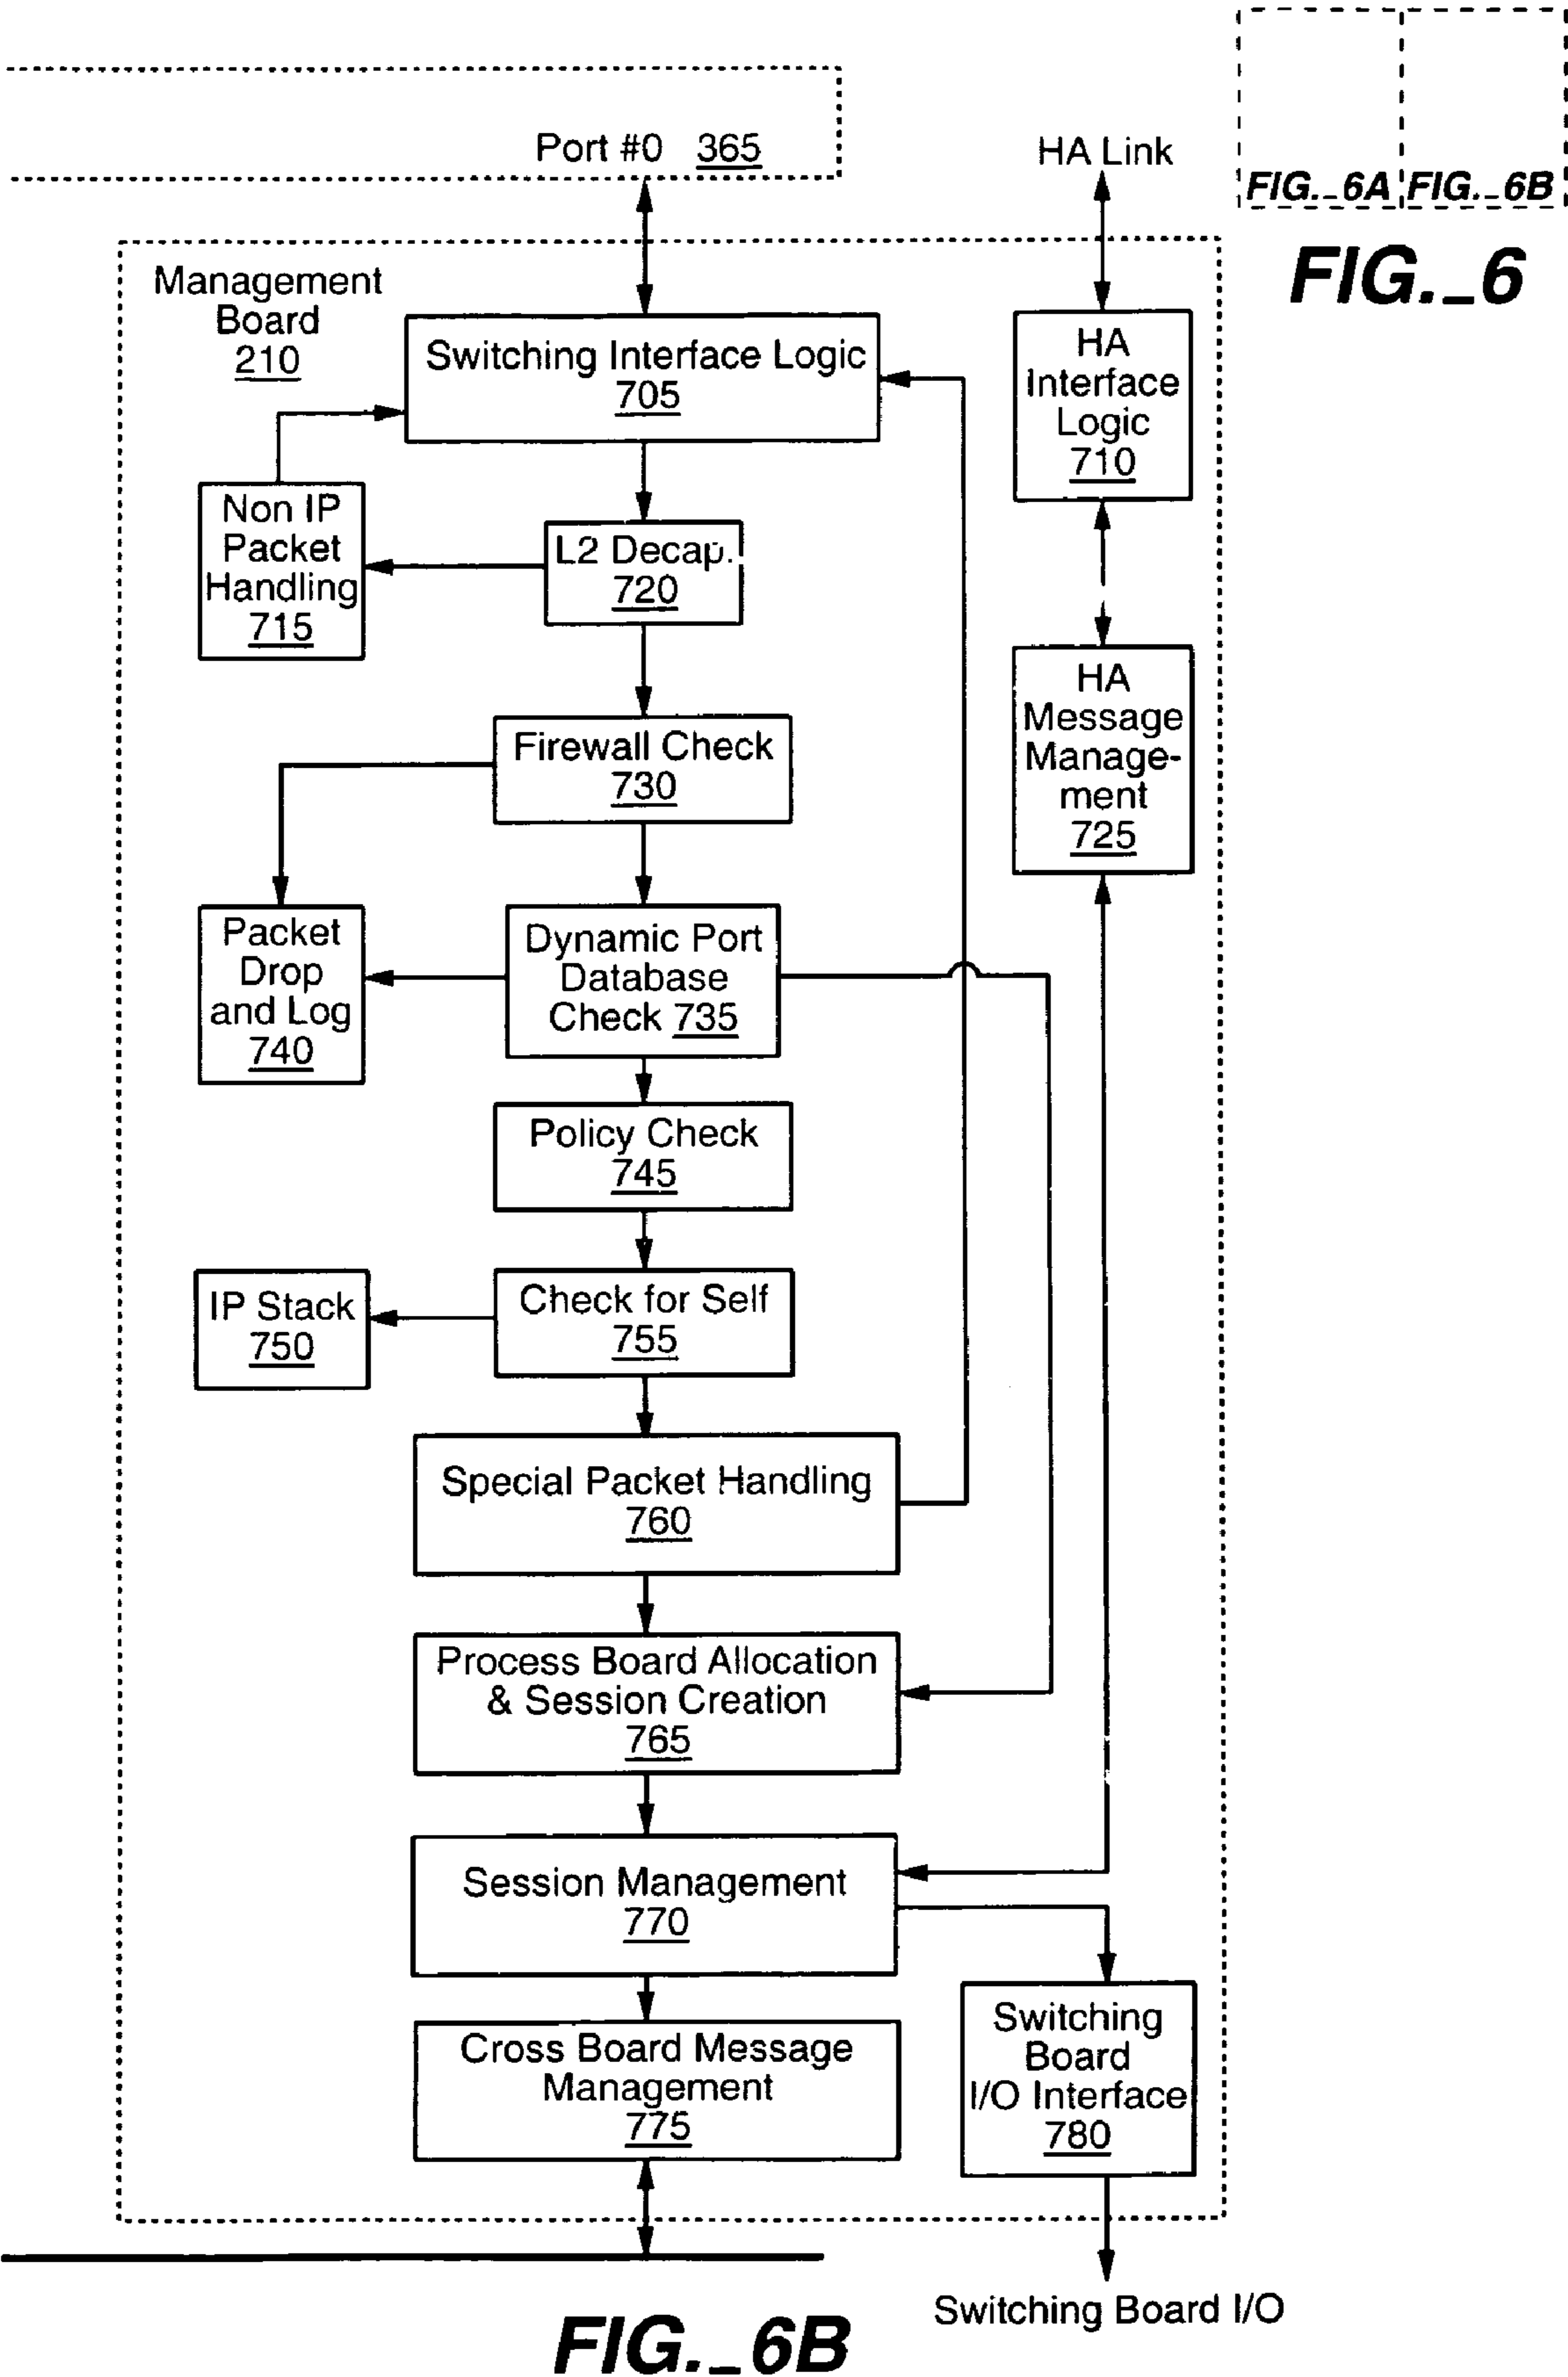 Port #0 365
HA Link
FIG._6A FIG._6B
FIG._6
Management
Board
210
Switching Interface Logic
705
HA
Interface
Logic
710
Non IP
Packet
Handling
715
L2 Decap.
720
HA
Message
Manage-
ment
725
Firewall Check
730
Packet
Drop
and Log
740
Dynamic Port
Database
Check 735
Policy Check
745
IP Stack
750
Check for Self
755
Special Packet Handling
760
Process Board Allocation
& Session Creation
765
Session Management
770
Cross Board Message
Management
775
Switching
Board
I/O Interface
780
Switching Board I/O
FIG._6B